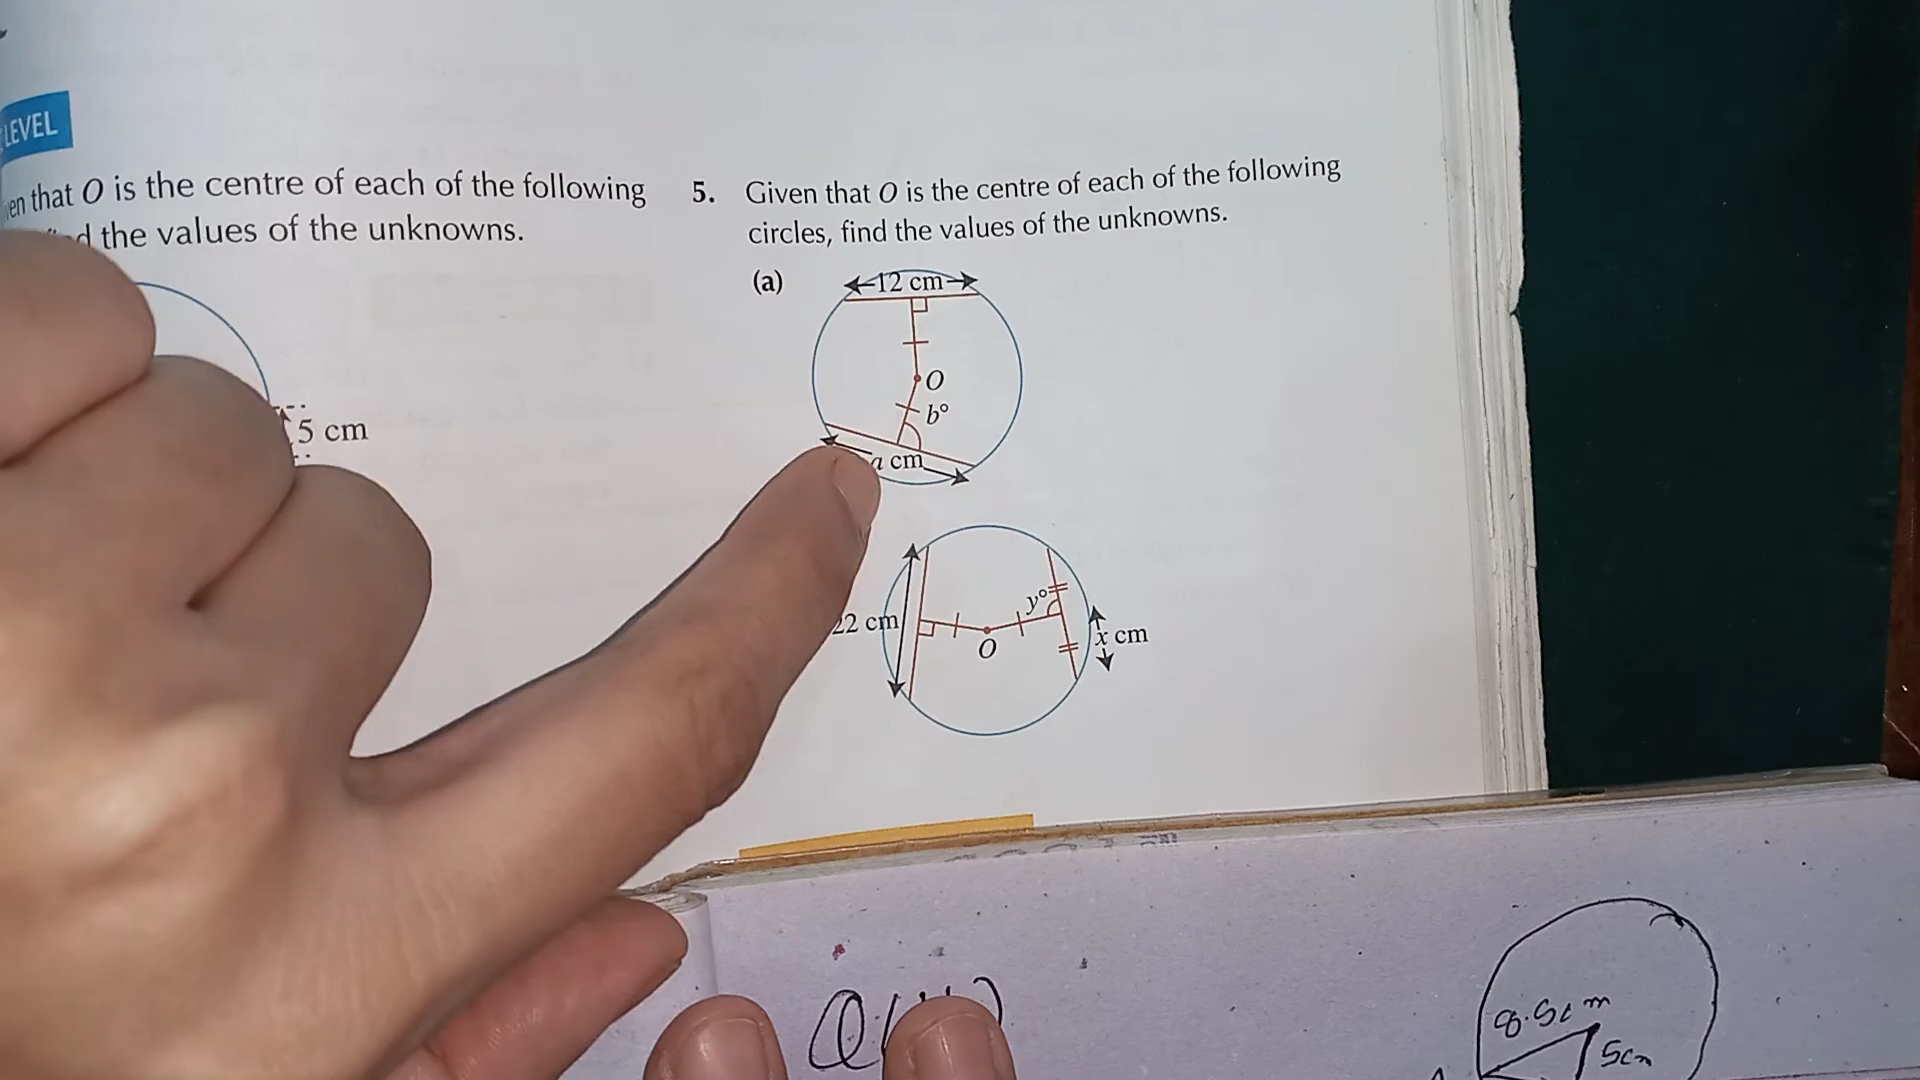 LEVEL
that O is the centre of each of the following
the values of the unknowns.
5 cm
5. Given that O is the centre of each of the following
circles, find the values of the unknowns.
(a)
12 cm
O
b°
a cm
22 cm
O
y°
x cm
8.5cm
5cm